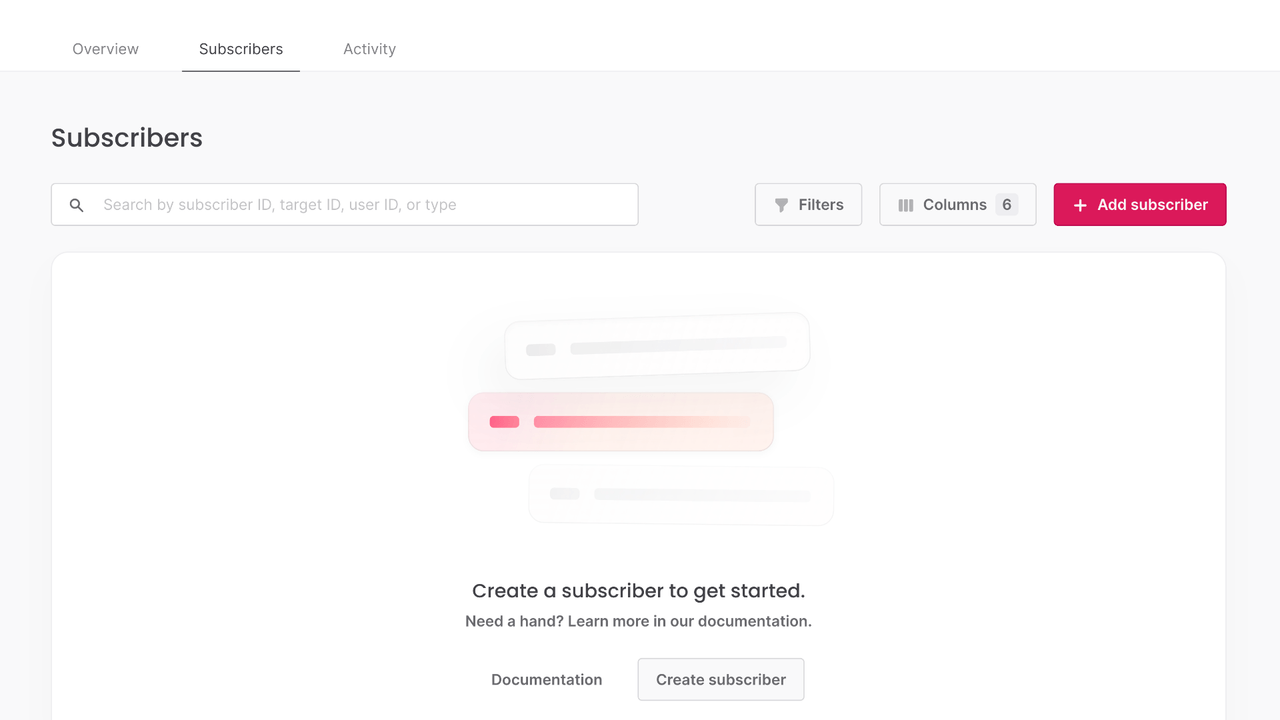 Overview Subscribers Activity
Subscribers
Search by subscriber ID, target ID, user ID, or type Filters Columns 6 Add subscriber
Create a subscriber to get started.
Need a hand? Learn more in our documentation.
Documentation Create subscriber